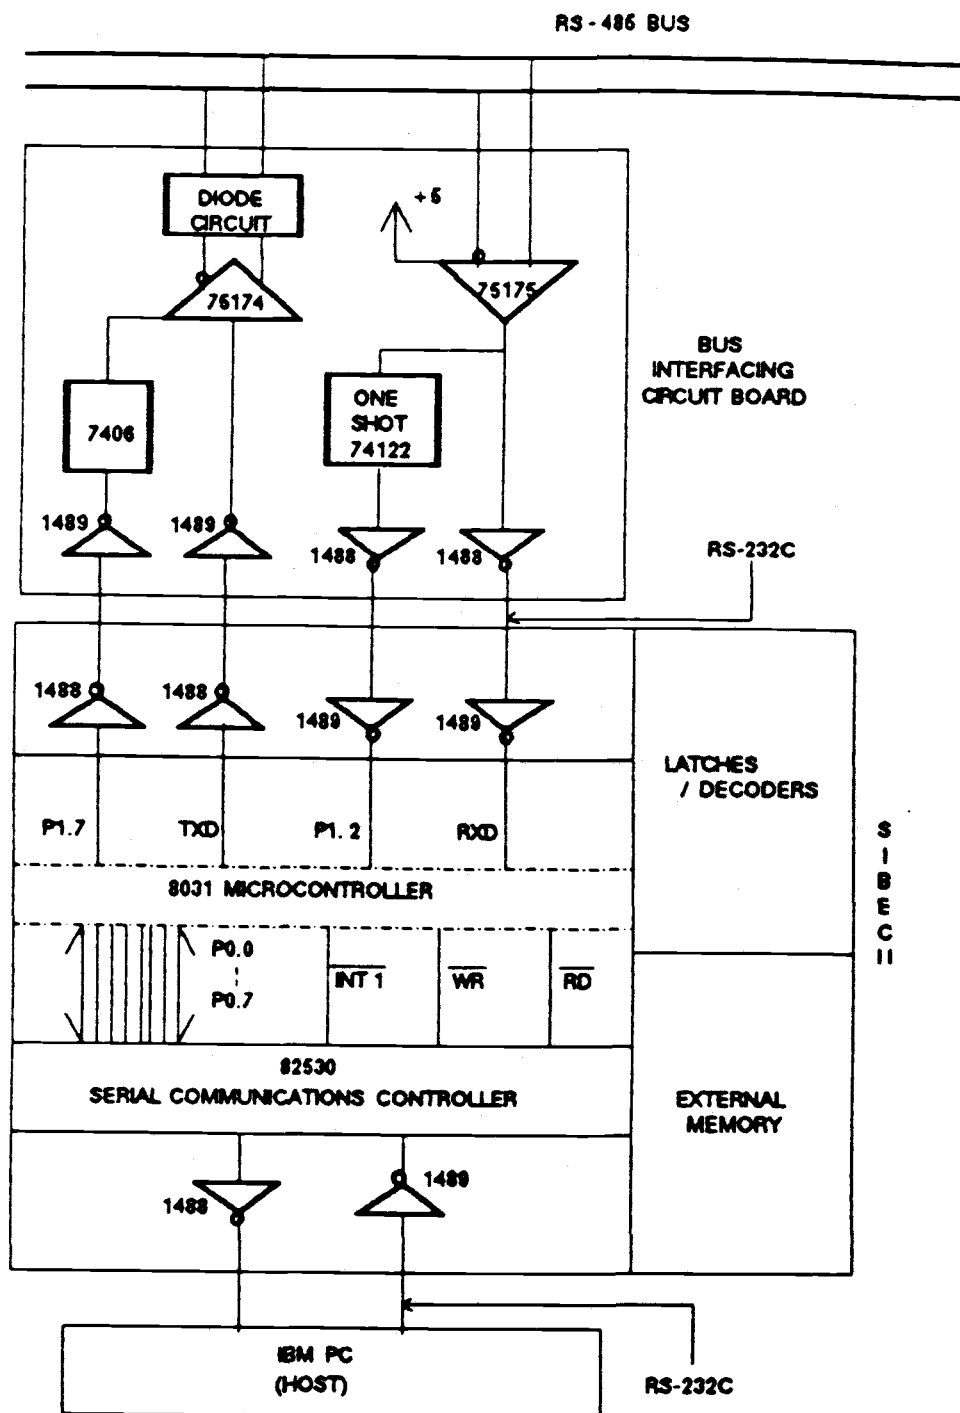 RS-485 BUS
DIODE
CIRCUIT
+5
75174
75175
BUS
INTERFACING
CIRCUIT BOARD
ONE
SHOT
74122
7406
1489
1489
1488
1488
RS-232C
1488
1488
1489
1489
LATCHES
/ DECODERS
P1.7
TXD
P1.2
RXD
8031 MICROCONTROLLER
SIBEC II
P0.0
P0.7
INT 1
WR
RD
82530
SERIAL COMMUNICATIONS CONTROLLER
EXTERNAL
MEMORY
1488
1489
IBM PC
(HOST)
RS-232C